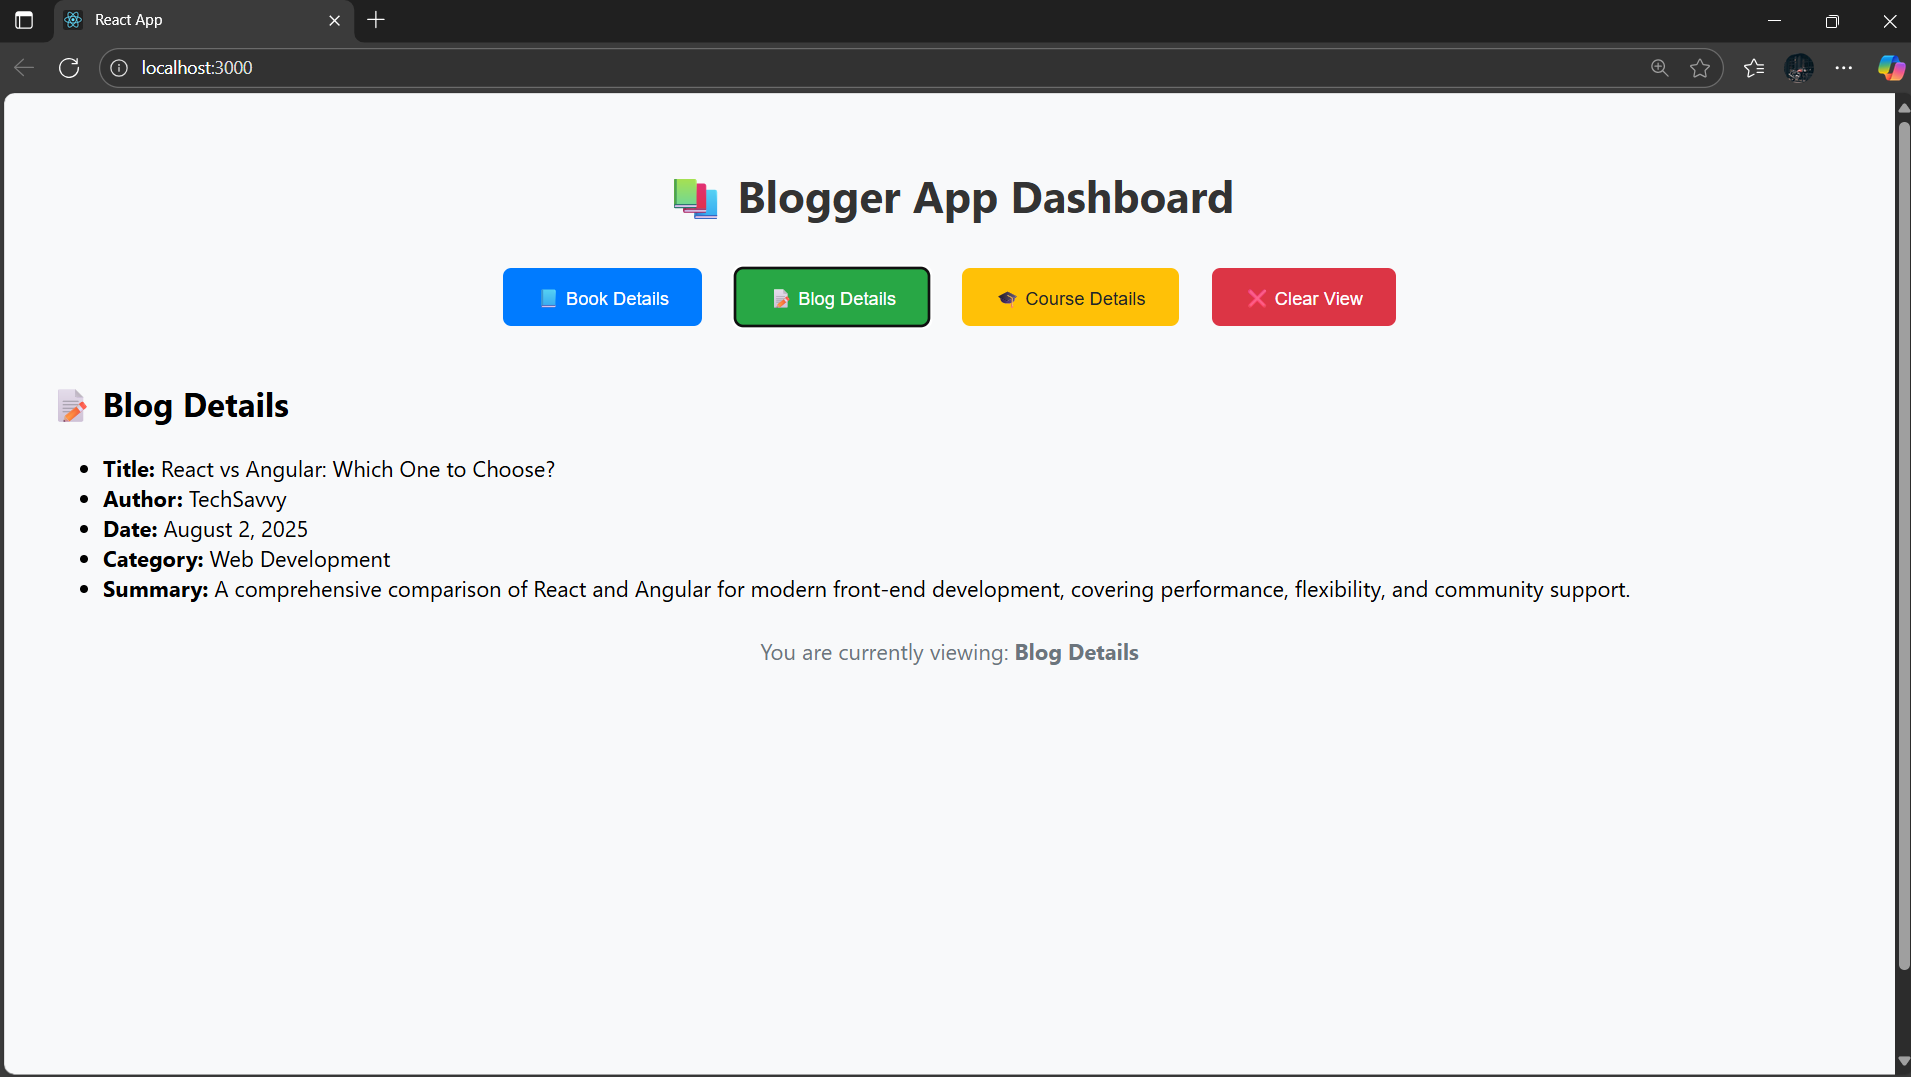 React App
localhost:3000
📚 Blogger App Dashboard
📘 Book Details
📝 Blog Details
🎓 Course Details
❌ Clear View
📝 Blog Details
• Title: React vs Angular: Which One to Choose?
• Author: TechSavvy
• Date: August 2, 2025
• Category: Web Development
• Summary: A comprehensive comparison of React and Angular for modern front-end development, covering performance, flexibility, and community support.
You are currently viewing: Blog Details